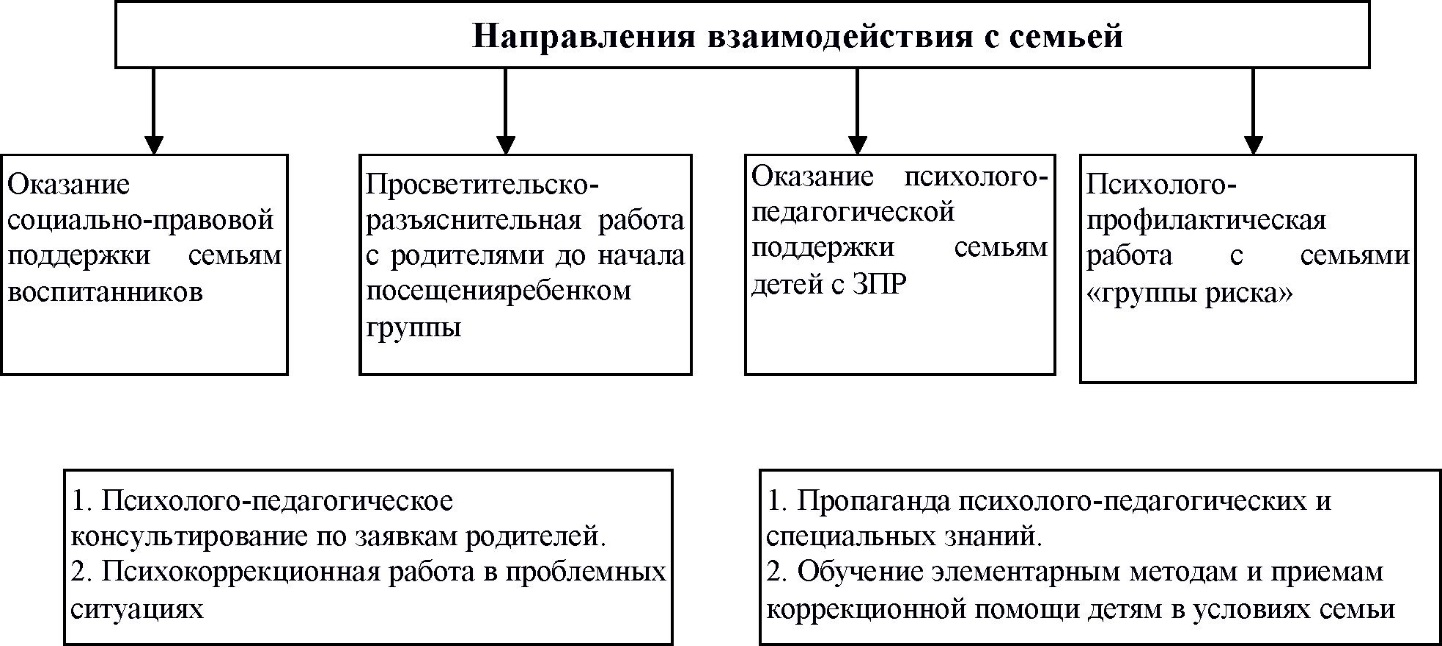 Направления взаимодействия с семьей
Оказание
социально-правовой
поддержки семьям
воспитанников
Просветительско-
разъяснительная работа
с родителями до начала
посещенияребенком
группы
Оказание психолого-
педагогической
поддержки семьям
детей с ЗПР
Психолого-
профилактическая
работа с семьями
«группы риска»
1. Психолого-педагогическое
консультирование по заявкам родителей.
2. Психокоррекционная работа в проблемных
ситуациях
1. Пропаганда психолого-педагогических и
специальных знаний.
2. Обучение элементарным методам и приемам
коррекционной помощи детям в условиях семьи